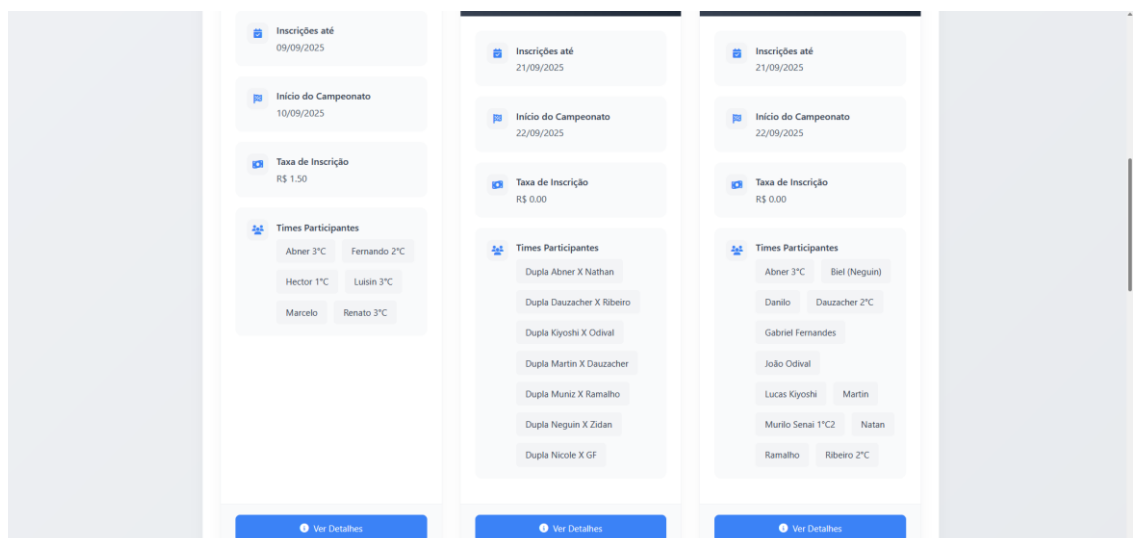 Inscrições até
09/09/2025
Início do Campeonato
10/09/2025
Taxa de Inscrição
R$ 1.50
Times Participantes
Abner 3°C
Fernando 2°C
Hector 1°C
Luisin 3°C
Marcelo
Renato 3°C
Ver Detalhes
Inscrições até
21/09/2025
Início do Campeonato
22/09/2025
Taxa de Inscrição
R$ 0.00
Times Participantes
Dupla Abner X Nathan
Dupla Dauzacher X Ribeiro
Dupla Kiyoshi X Odival
Dupla Martin X Dauzacher
Dupla Muniz X Ramalho
Dupla Neguin X Zidan
Dupla Nicole X GF
Ver Detalhes
Inscrições até
21/09/2025
Início do Campeonato
22/09/2025
Taxa de Inscrição
R$ 0.00
Times Participantes
Abner 3°C
Biel (Neguin)
Danilo
Dauzacher 2°C
Gabriel Fernandes
João Odival
Lucas Kiyoshi
Martin
Murilo Senai 1°C2
Natan
Ramalho
Ribeiro 2°C
Ver Detalhes